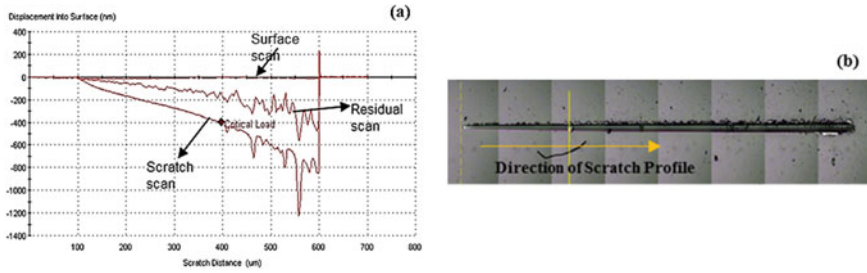 (a)
Displacement Into Surface (nm)
400
200
0
-200
-400
-600
-800
-1000
-1200
-1400
Surface
scan
Residual
scan
Critical Load
Scratch
scan
0 100 200 300 400 500 600 700 800
Scratch Distance (um)
(b)
Direction of Scratch Profile